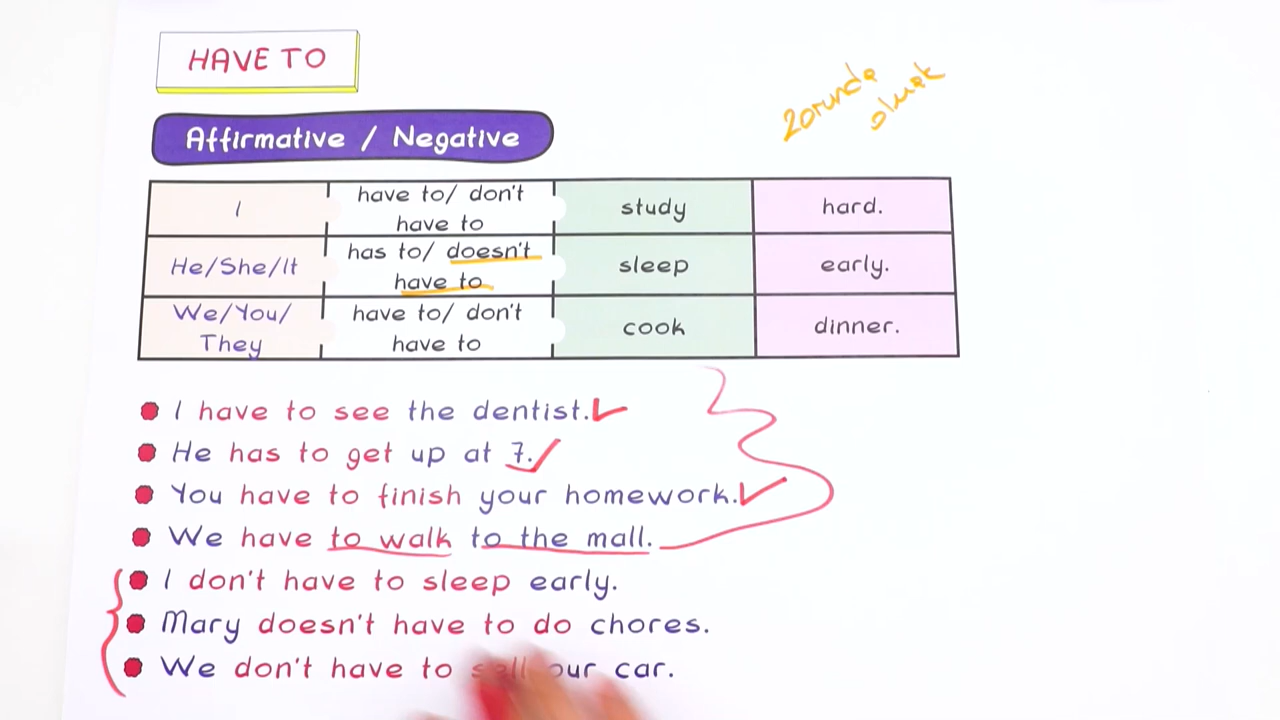 HAVE TO
zorunda
olmak
Affirmative / Negative
I have to/ don't have to study hard.
He/She/It has to/ doesn't have to sleep early.
We/You/They have to/ don't have to cook dinner.
I have to see the dentist.
He has to get up at 7.
You have to finish your homework.
We have to walk to the mall.
I don't have to sleep early.
Mary doesn't have to do chores.
We don't have to sell our car.